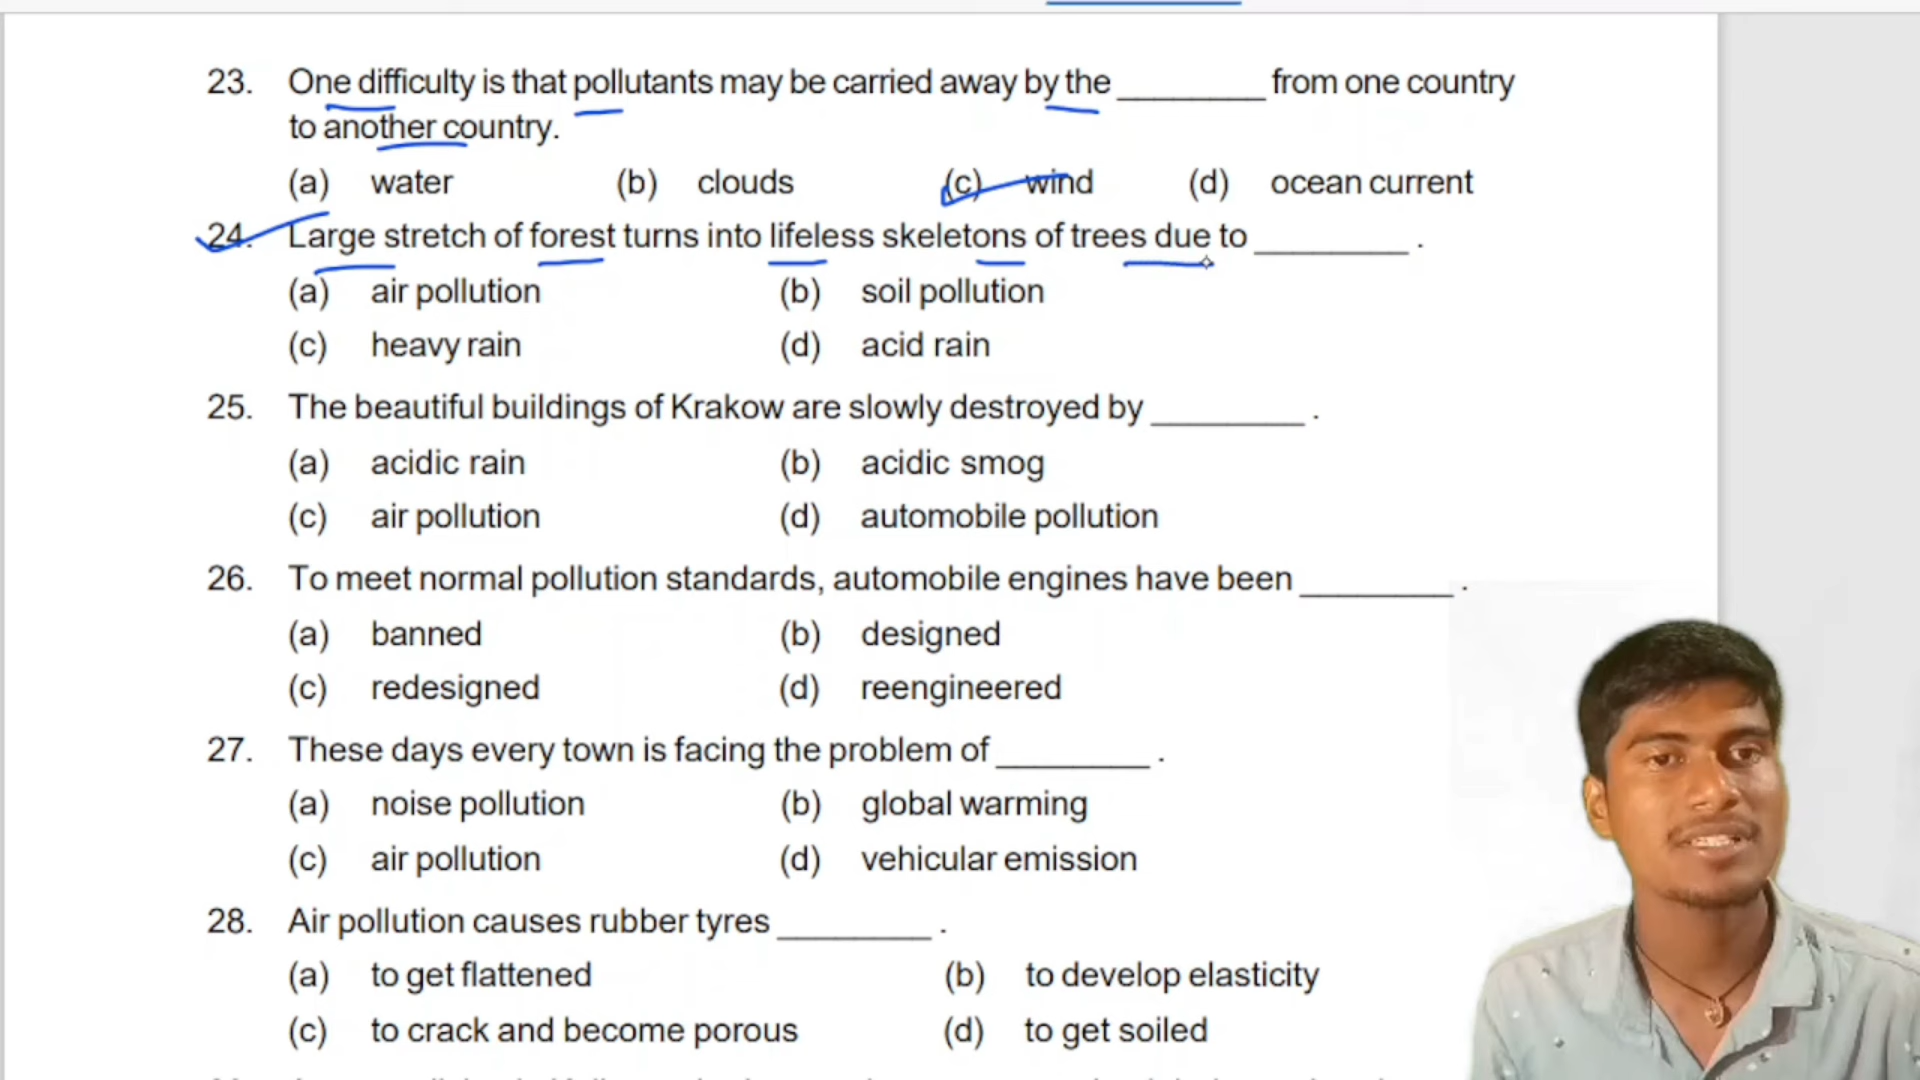 23. One difficulty is that pollutants may be carried away by the ________ from one country
to another country.
(a) water (b) clouds (c) wind (d) ocean current
24. Large stretch of forest turns into lifeless skeletons of trees due to ________ .
(a) air pollution (b) soil pollution
(c) heavy rain (d) acid rain
25. The beautiful buildings of Krakow are slowly destroyed by ________ .
(a) acidic rain (b) acidic smog
(c) air pollution (d) automobile pollution
26. To meet normal pollution standards, automobile engines have been ________ .
(a) banned (b) designed
(c) redesigned (d) reengineered
27. These days every town is facing the problem of ________ .
(a) noise pollution (b) global warming
(c) air pollution (d) vehicular emission
28. Air pollution causes rubber tyres ________ .
(a) to get flattened (b) to develop elasticity
(c) to crack and become porous (d) to get soiled